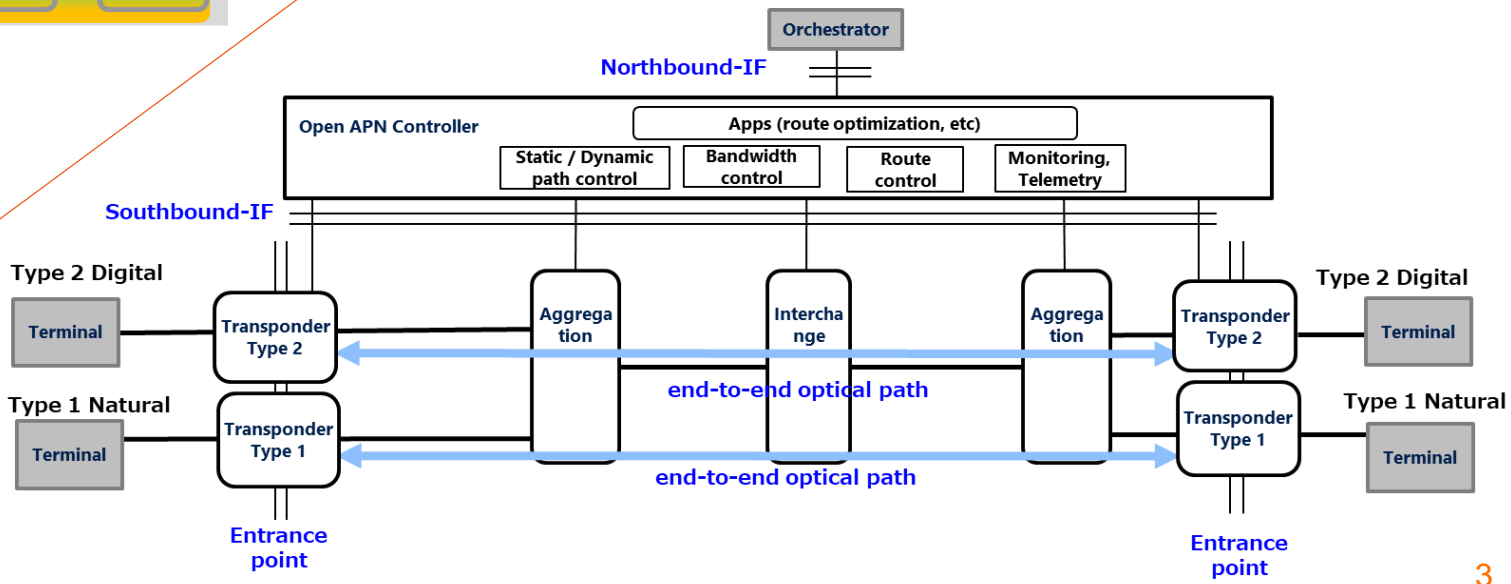 Orchestrator
Northbound-IF
Open APN Controller
Apps (route optimization, etc)
Static / Dynamic
path control
Bandwidth
control
Route
control
Monitoring,
Telemetry
Southbound-IF
Type 2 Digital
Terminal
Transponder
Type 2
Aggrega
tion
Intercha
nge
Aggrega
tion
Transponder
Type 2
Type 2 Digital
Terminal
end-to-end optical path
Type 1 Natural
Terminal
Transponder
Type 1
Transponder
Type 1
Type 1 Natural
Terminal
end-to-end optical path
Entrance
point
Entrance
point
3